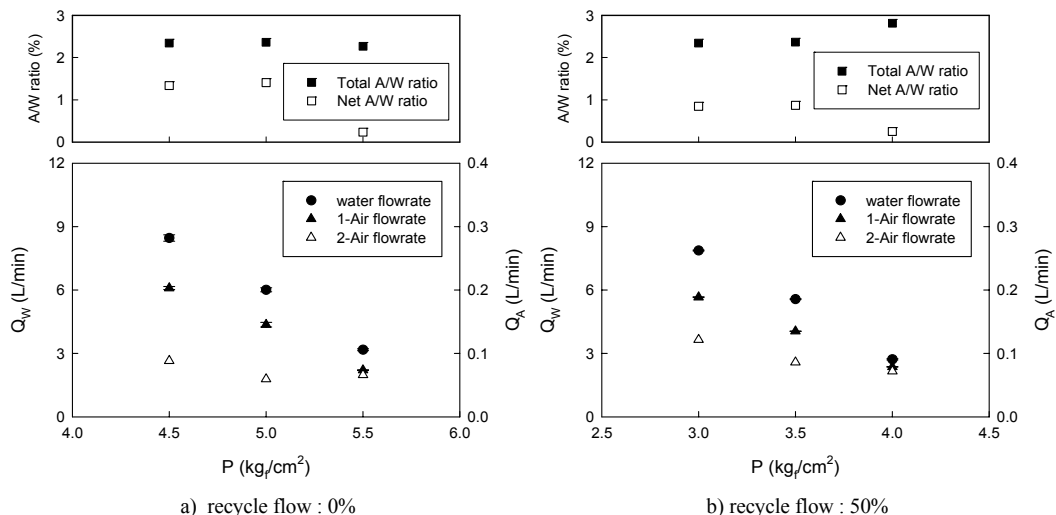 A/W ratio (%)
3
2
1
0
Total A/W ratio
Net A/W ratio
Q_W (L/min)
12
9
6
3
0
water flowrate
1-Air flowrate
2-Air flowrate
0.4
0.3
0.2
0.1
0.0
Q_A (L/min)
4.0 4.5 5.0 5.5 6.0
P (kg_f/cm²)
a) recycle flow : 0%
A/W ratio (%)
3
2
1
0
Total A/W ratio
Net A/W ratio
Q_W (L/min)
12
9
6
3
0
water flowrate
1-Air flowrate
2-Air flowrate
0.4
0.3
0.2
0.1
0.0
Q_A (L/min)
2.5 3.0 3.5 4.0 4.5
P (kg_f/cm²)
b) recycle flow : 50%